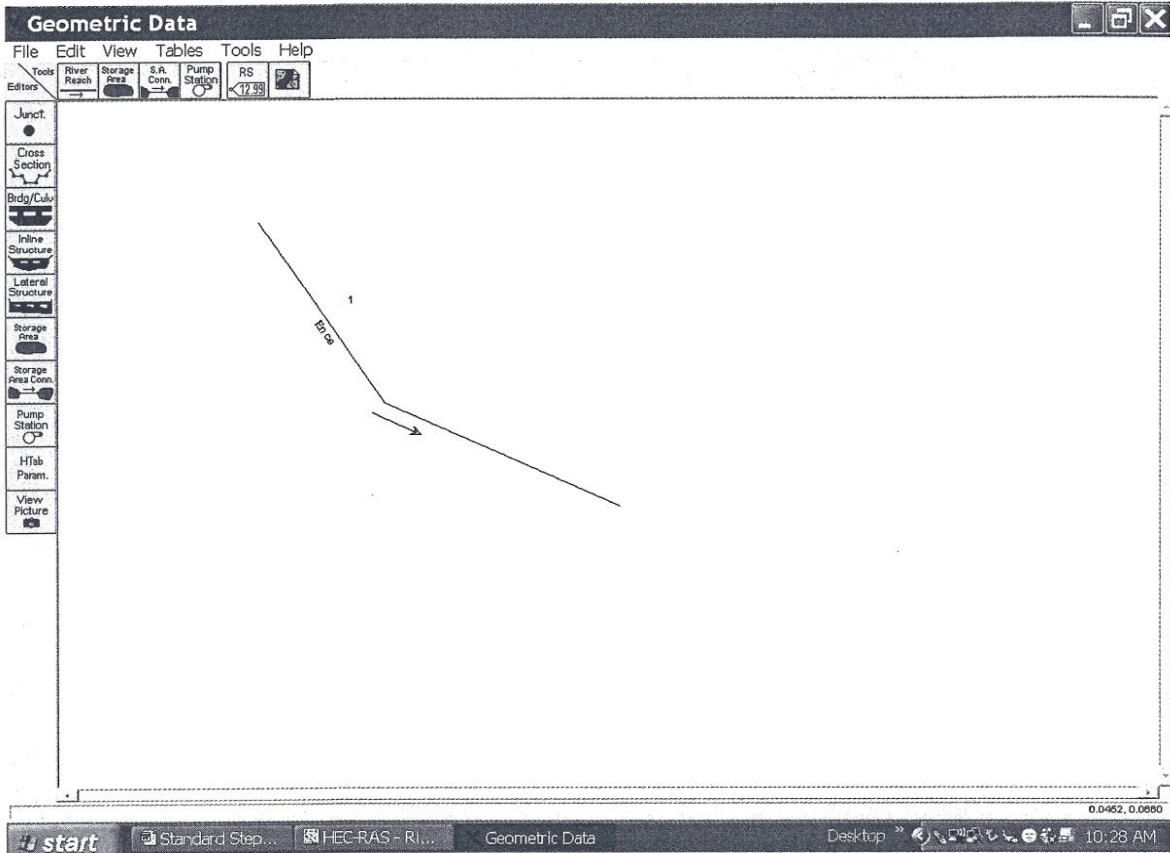 Geometric Data
File Edit View Tables Tools Help
Tools
Editors
River Reach
Storage Area
S.A. Conn.
Pump Station
RS
12.99
Junct.
Cross Section
Brdg/Culv
Inline Structure
Lateral Structure
Storage Area
Storage Area Conn.
Pump Station
HTab Param.
View Picture
1
En ce
0.0462, 0.0660
start Standard Step... HEC-RAS - Ri... Geometric Data Desktop » 10:28 AM